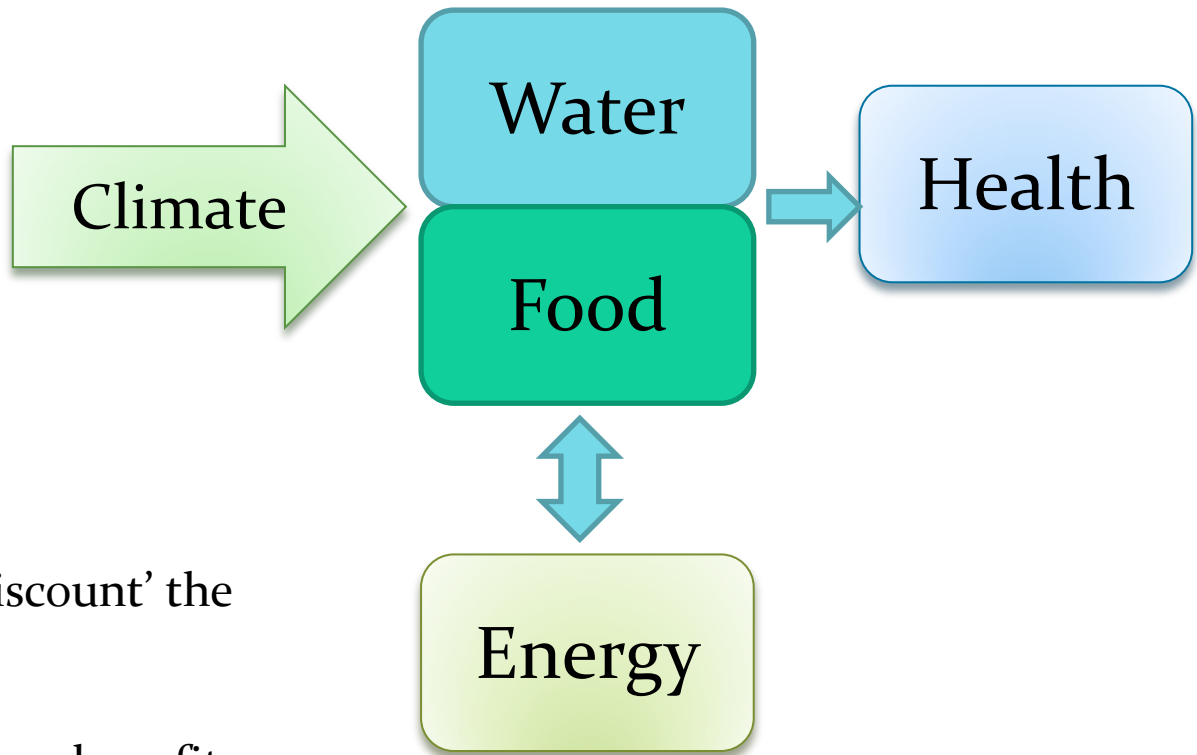 Water
Climate
Health
Food
iscount’ the
Energy